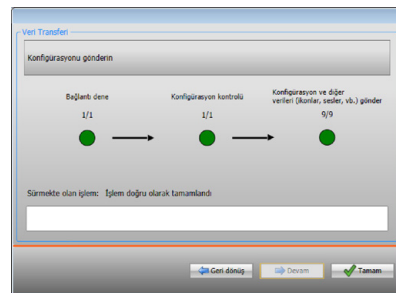 Veri Transferi
Konfigürasyonu gönderin
Bağlantı dene
Konfigürasyon kontrolü
Konfigürasyon ve diğer
verileri (ikonlar, sesler, vb.) gönder
1/1
1/1
9/9
Sürmekte olan işlem: İşlem doğru olarak tamamlandı
Geri dönüş
Devam
Tamam